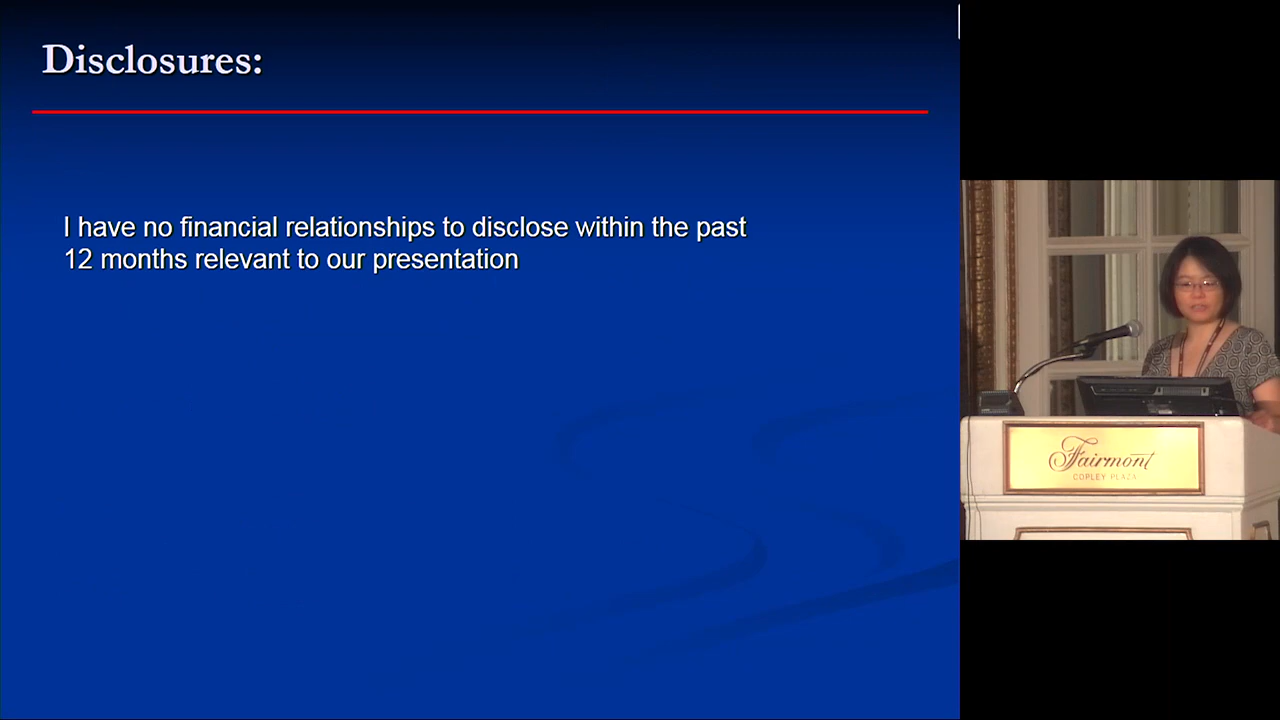 Disclosures:
I have no financial relationships to disclose within the past
12 months relevant to our presentation
Fairmont
COPLEY PLAZA